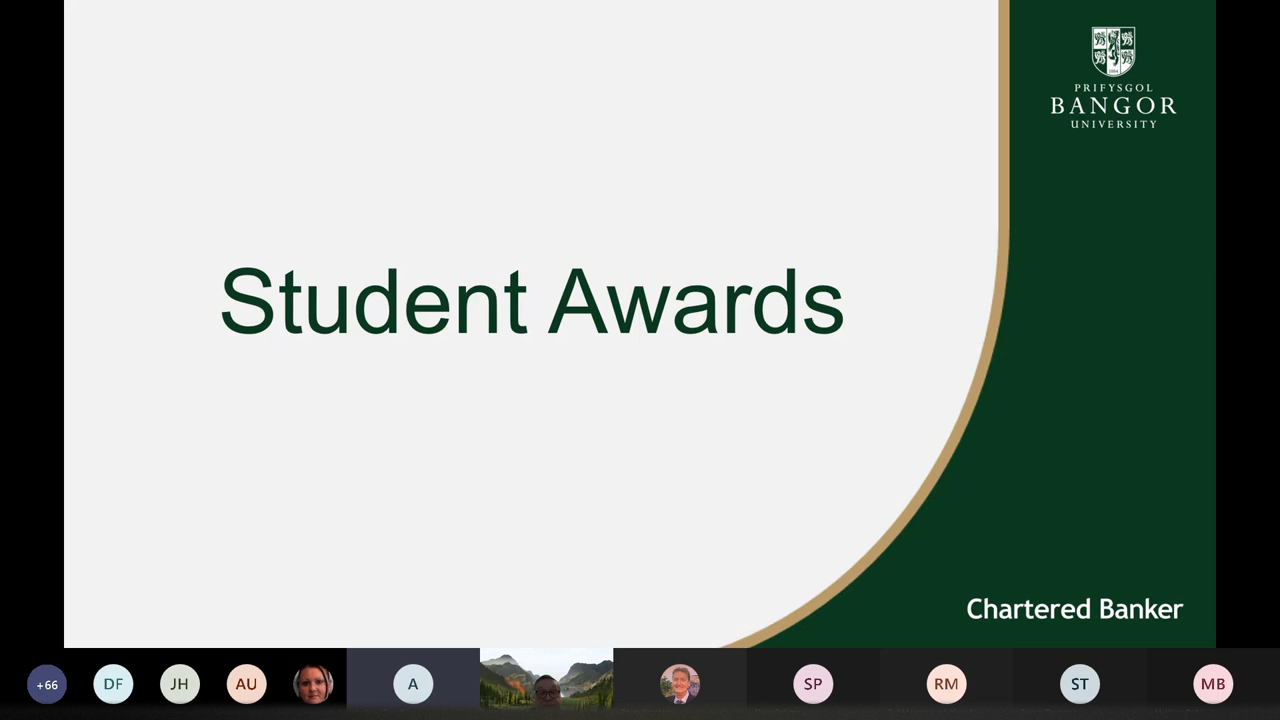 PRIFYSGOL
BANGOR
UNIVERSITY
Student Awards
Chartered Banker
+66
DF
JH
AU
A
SP
RM
ST
MB